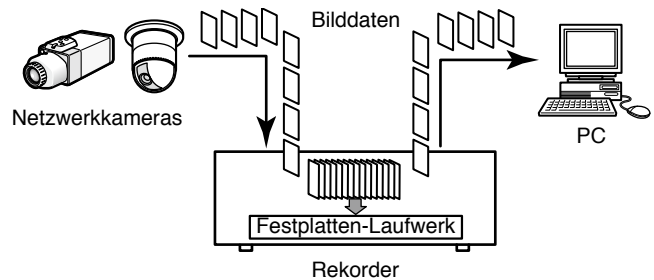 Bilddaten
Netzwerkkameras
PC
Festplatten-Laufwerk
Rekorder